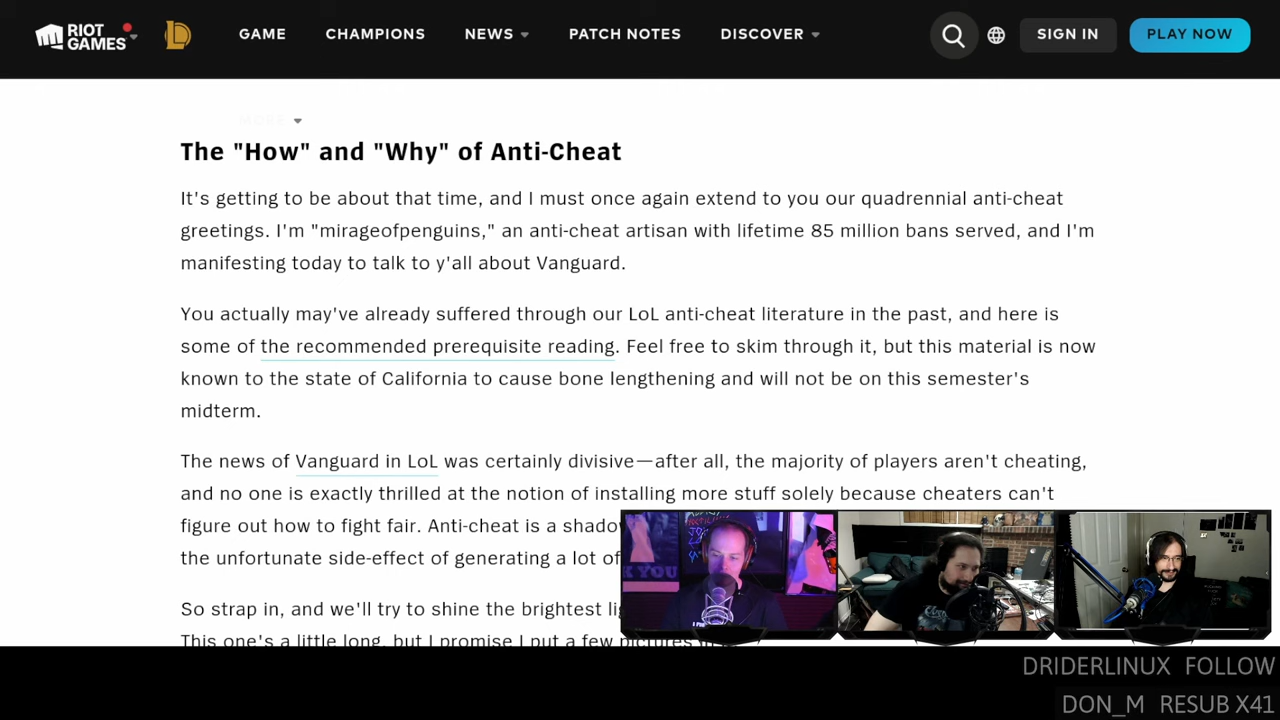 RIOT
GAMES
GAME
CHAMPIONS
NEWS
PATCH NOTES
DISCOVER
SIGN IN
PLAY NOW
MORE
The "How" and "Why" of Anti-Cheat
It's getting to be about that time, and I must once again extend to you our quadrennial anti-cheat
greetings. I'm "mirageofpenguins," an anti-cheat artisan with lifetime 85 million bans served, and I'm
manifesting today to talk to y'all about Vanguard.
You actually may've already suffered through our LoL anti-cheat literature in the past, and here is
some of the recommended prerequisite reading. Feel free to skim through it, but this material is now
known to the state of California to cause bone lengthening and will not be on this semester's
midterm.
The news of Vanguard in LoL was certainly divisive—after all, the majority of players aren't cheating,
and no one is exactly thrilled at the notion of installing more stuff solely because cheaters can't
figure out how to fight fair. Anti-cheat is a
the unfortunate side-effect of generating a lot of
So strap in, and we'll try to shine the brightest
This one's a little long, but I promise I put a few pictures
DRIDERLINUX FOLLOW
DON_M RESUB X41